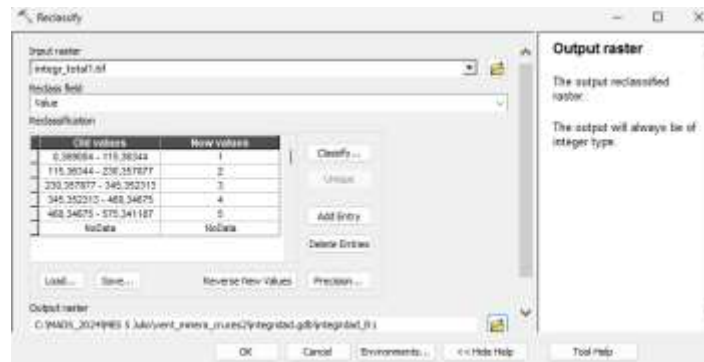 Reclassify
Input raster
integr_total1.tif
Reclass field
Value
Reclassification
Old values New values
0,369004 - 115,36344 1
115,36344 - 230,357877 2
230,357877 - 345,352313 3
345,352313 - 460,34675 4
460,34675 - 575,341187 5
NoData NoData
Classify...
Unique
Add Entry
Delete Entries
Load... Save... Reverse New Values Precision...
Output raster
OK Cancel Environments... << Hide Help Tool Help
Output raster
The output reclassified
raster.
The output will always be of
integer type.